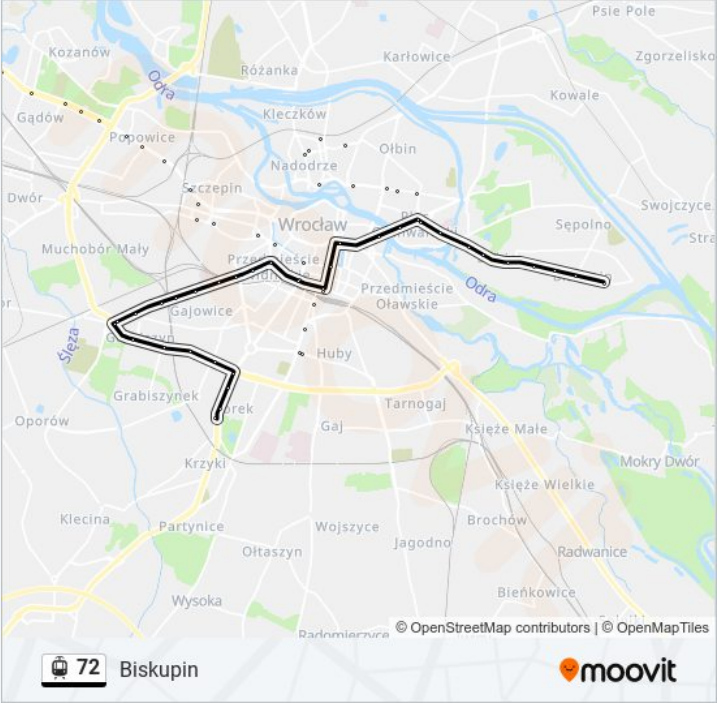 Psie Pole
Kozanów
Karłowice
Zgorzelisko
Różanka
Odra
Kowale
Gądów
Kleczków
Popowice
Ołbin
Nadodrze
Szczepin
Dwór
Swojczyce
Wrocław
Sępolno
Stra
Muchobór Mały
Przedmieście
Odra
Przedmieście
Oławskie
Gajowice
Ślęza
Huby
Grabiszynek
Tarnogaj
Oporów
Gaj
Księże Małe
Krzyki
Mokry Dwór
Księże Wielkie
Klecina
Partynice
Wojszyce
Brochów
Jagodno
Ołtaszyn
Radwanice
Bieńkowice
Wysoka
© OpenStreetMap contributors | © OpenMapTiles
Radomierzyce
72 Biskupin
moovit